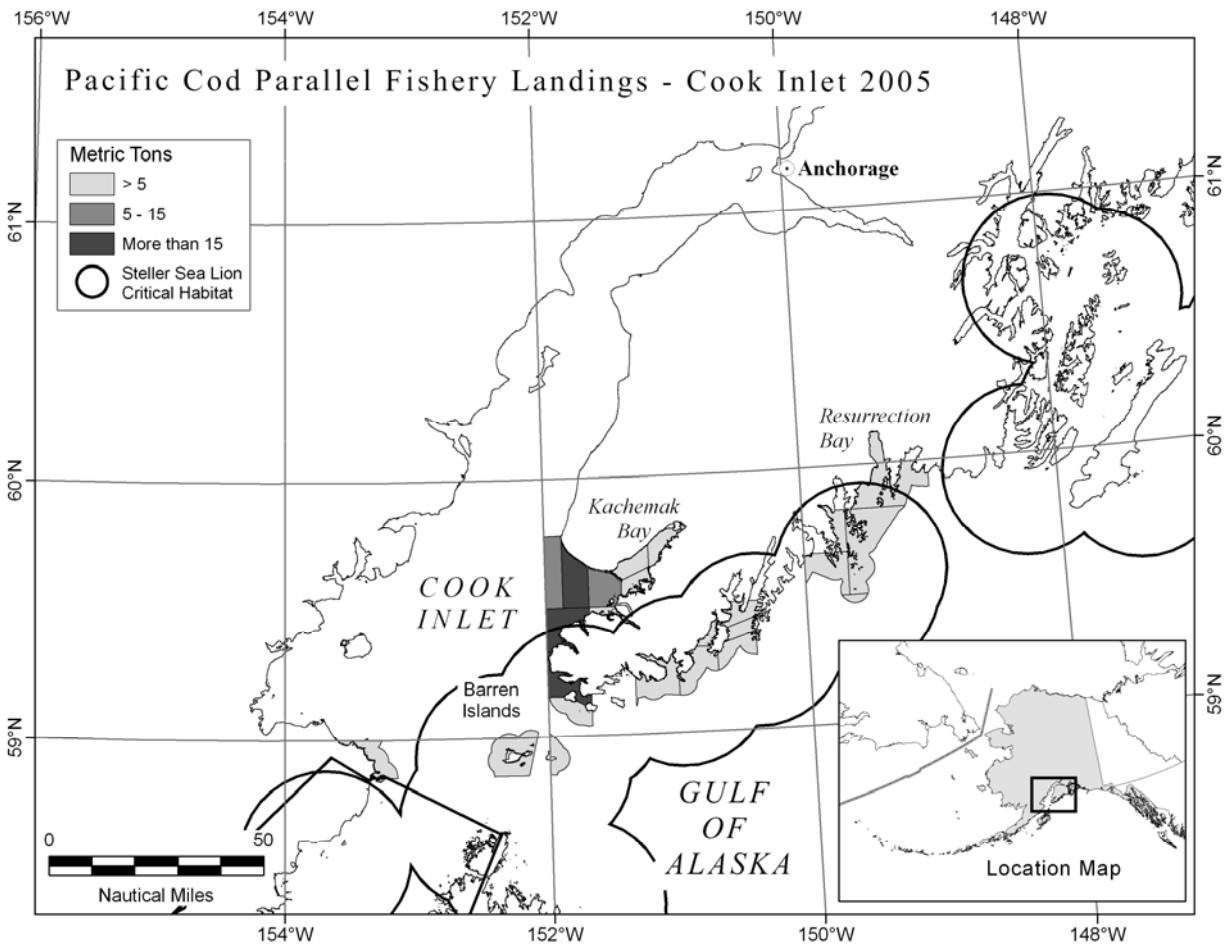 156°W
154°W
152°W
150°W
148°W
Pacific Cod Parallel Fishery Landings - Cook Inlet 2005
Metric Tons
> 5
5 - 15
More than 15
Steller Sea Lion
Critical Habitat
Anchorage
61°N
61°N
Resurrection
Bay
60°N
60°N
Kachemak
Bay
COOK
INLET
Barren
Islands
59°N
59°N
GULF
OF
ALASKA
0
50
Nautical Miles
Location Map
154°W
152°W
150°W
148°W